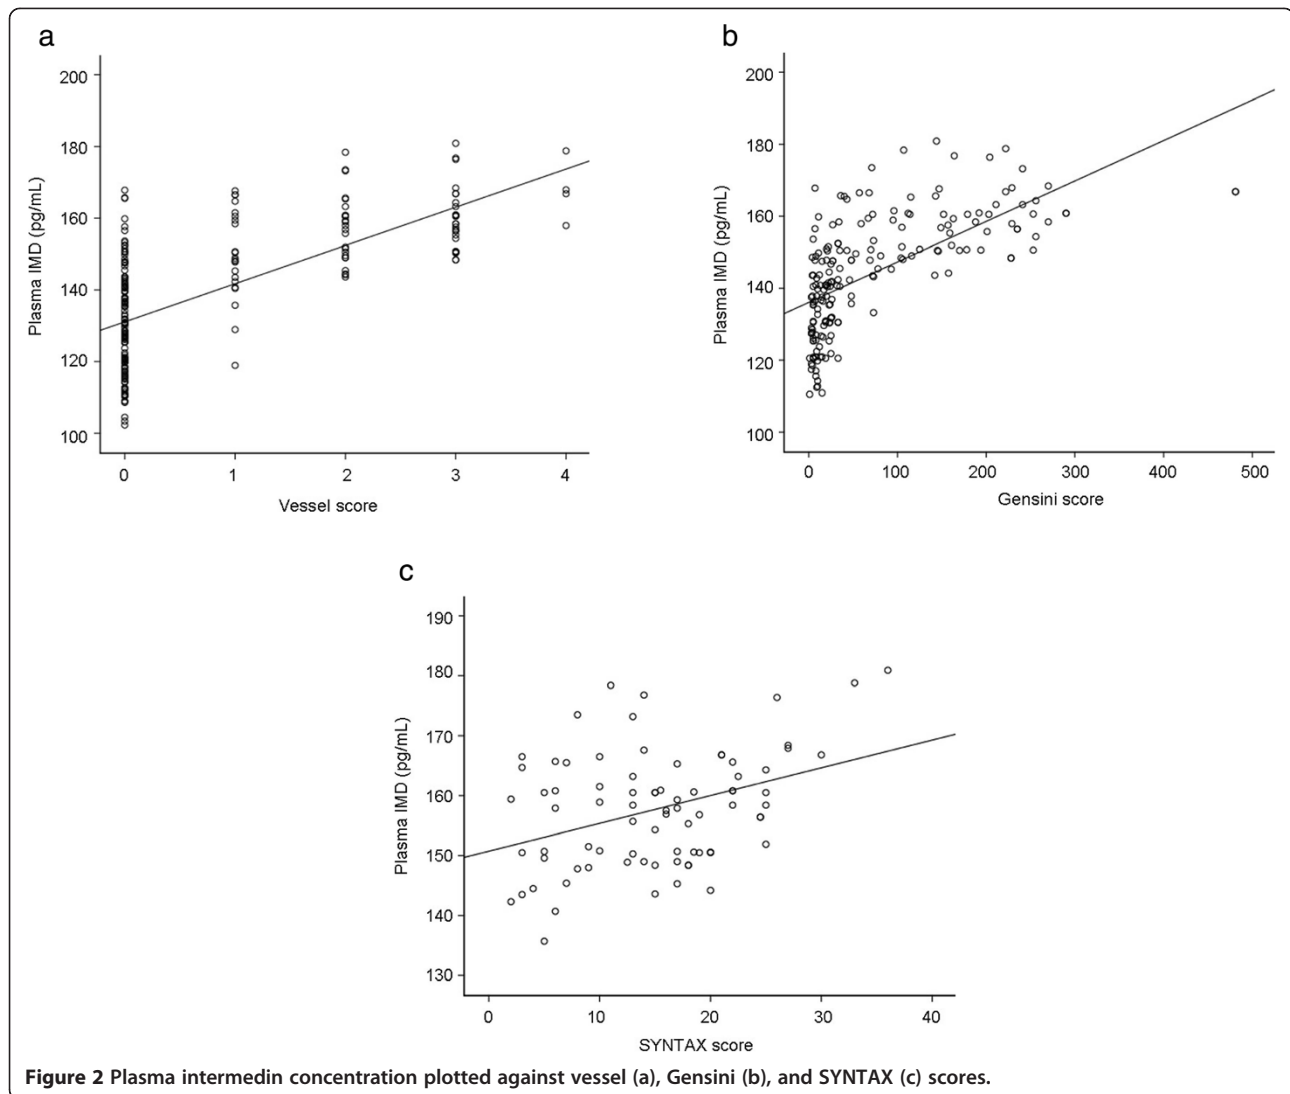 a
200
180
160
140
120
100
Plasma IMD (pg/mL)
0 1 2 3 4
Vessel score
b
200
180
160
140
120
100
Plasma IMD (pg/mL)
0 100 200 300 400 500
Gensini score
c
190
180
170
160
150
140
130
Plasma IMD (pg/mL)
0 10 20 30 40
SYNTAX score
Figure 2 Plasma intermedin concentration plotted against vessel (a), Gensini (b), and SYNTAX (c) scores.